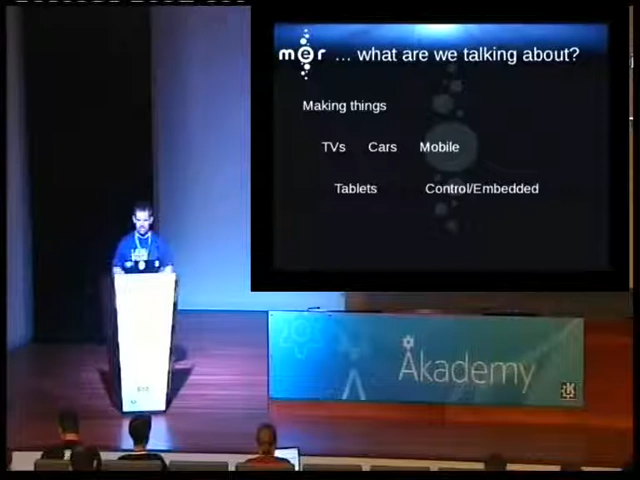 mer ... what are we talking about?
Making things
TVs Cars Mobile
Tablets Control/Embedded
Akademy
K